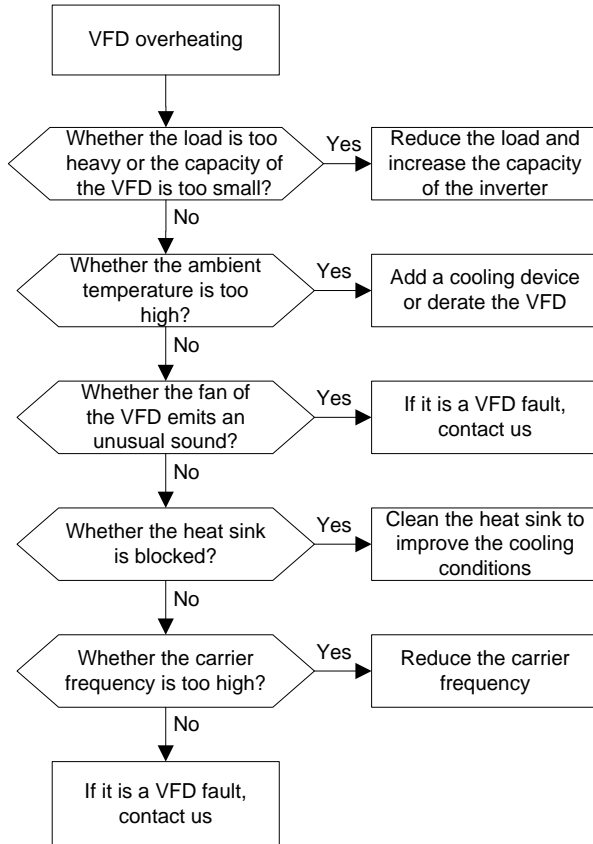 VFD overheating
Whether the load is too
heavy or the capacity of
the VFD is too small?
Yes
Reduce the load and
increase the capacity
of the inverter
No
Whether the ambient
temperature is too
high?
Yes
Add a cooling device
or derate the VFD
No
Whether the fan of
the VFD emits an
unusual sound?
Yes
If it is a VFD fault,
contact us
No
Whether the heat sink
is blocked?
Yes
Clean the heat sink to
improve the cooling
conditions
No
Whether the carrier
frequency is too high?
Yes
Reduce the carrier
frequency
No
If it is a VFD fault,
contact us